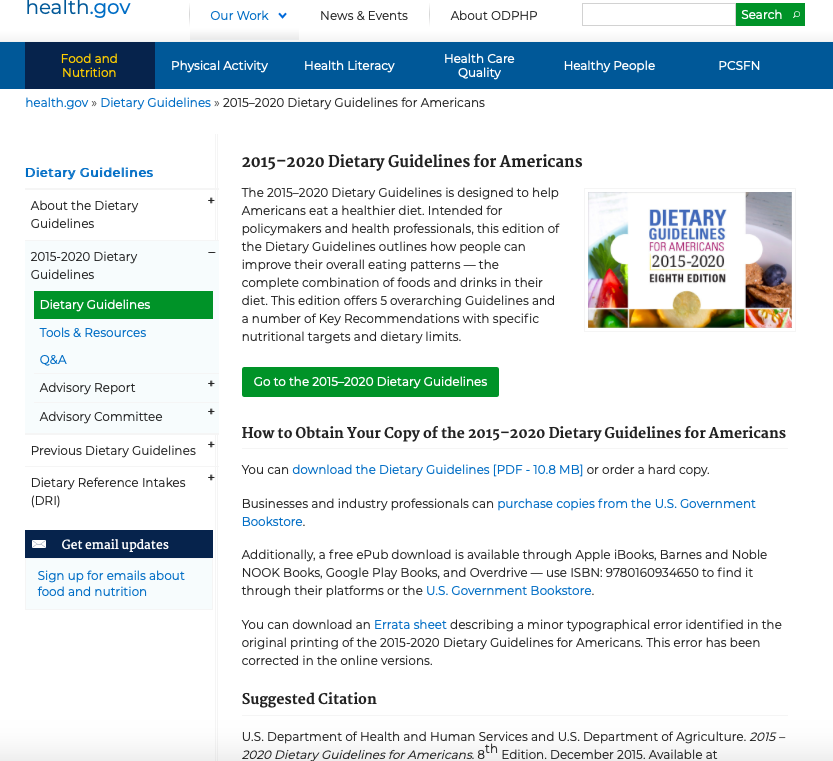 health.gov
Our Work
News & Events
About ODPHP
Search
Food and
Nutrition
Physical Activity
Health Literacy
Health Care
Quality
Healthy People
PCSFN
health.gov » Dietary Guidelines » 2015–2020 Dietary Guidelines for Americans
Dietary Guidelines
About the Dietary +
Guidelines
2015-2020 Dietary –
Guidelines
Dietary Guidelines
Tools & Resources
Q&A
Advisory Report +
Advisory Committee +
Previous Dietary Guidelines +
Dietary Reference Intakes +
(DRI)
Get email updates
Sign up for emails about
food and nutrition
2015–2020 Dietary Guidelines for Americans
The 2015–2020 Dietary Guidelines is designed to help
Americans eat a healthier diet. Intended for
policymakers and health professionals, this edition of
the Dietary Guidelines outlines how people can
improve their overall eating patterns — the
complete combination of foods and drinks in their
diet. This edition offers 5 overarching Guidelines and
a number of Key Recommendations with specific
nutritional targets and dietary limits.
DIETARY
GUIDELINES
FOR AMERICANS
2015-2020
EIGHTH EDITION
Go to the 2015–2020 Dietary Guidelines
How to Obtain Your Copy of the 2015–2020 Dietary Guidelines for Americans
You can download the Dietary Guidelines [PDF - 10.8 MB] or order a hard copy.
Businesses and industry professionals can purchase copies from the U.S. Government
Bookstore.
Additionally, a free ePub download is available through Apple iBooks, Barnes and Noble
NOOK Books, Google Play Books, and Overdrive — use ISBN: 9780160934650 to find it
through their platforms or the U.S. Government Bookstore.
You can download an Errata sheet describing a minor typographical error identified in the
original printing of the 2015-2020 Dietary Guidelines for Americans. This error has been
corrected in the online versions.
Suggested Citation
U.S. Department of Health and Human Services and U.S. Department of Agriculture. 2015 –
2020 Dietary Guidelines for Americans. 8th Edition. December 2015. Available at